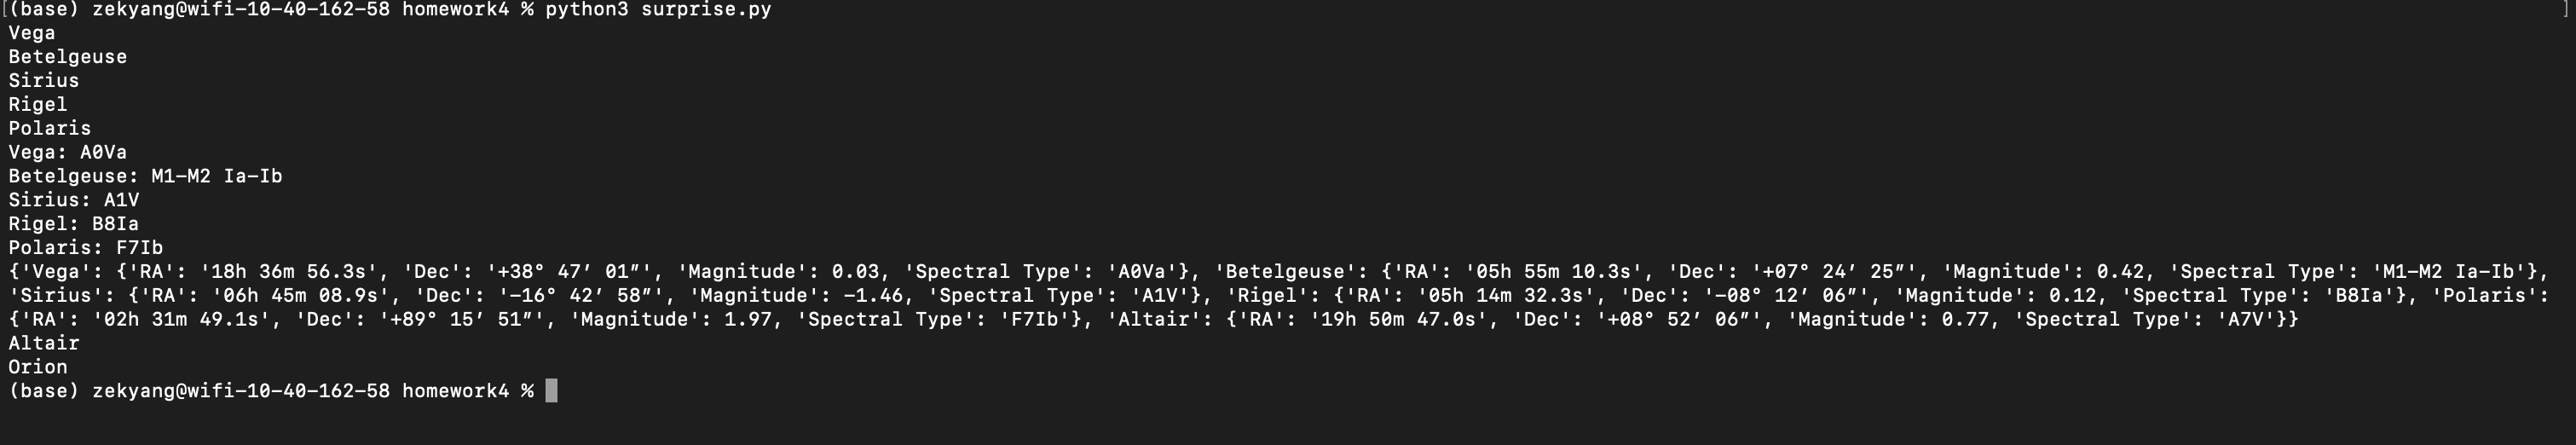 [(base) zekyang@wifi-10-40-162-58 homework4 % python3 surprise.py ]
Vega
Betelgeuse
Sirius
Rigel
Polaris
Vega: A0Va
Betelgeuse: M1–M2 Ia–Ib
Sirius: A1V
Rigel: B8Ia
Polaris: F7Ib
{'Vega': {'RA': '18h 36m 56.3s', 'Dec': '+38° 47′ 01″', 'Magnitude': 0.03, 'Spectral Type': 'A0Va'}, 'Betelgeuse': {'RA': '05h 55m 10.3s', 'Dec': '+07° 24′ 25″', 'Magnitude': 0.42, 'Spectral Type': 'M1–M2 Ia–Ib'},
'Sirius': {'RA': '06h 45m 08.9s', 'Dec': '−16° 42′ 58″', 'Magnitude': -1.46, 'Spectral Type': 'A1V'}, 'Rigel': {'RA': '05h 14m 32.3s', 'Dec': '−08° 12′ 06″', 'Magnitude': 0.12, 'Spectral Type': 'B8Ia'}, 'Polaris':
{'RA': '02h 31m 49.1s', 'Dec': '+89° 15′ 51″', 'Magnitude': 1.97, 'Spectral Type': 'F7Ib'}, 'Altair': {'RA': '19h 50m 47.0s', 'Dec': '+08° 52′ 06″', 'Magnitude': 0.77, 'Spectral Type': 'A7V'}}
Altair
Orion
(base) zekyang@wifi-10-40-162-58 homework4 %